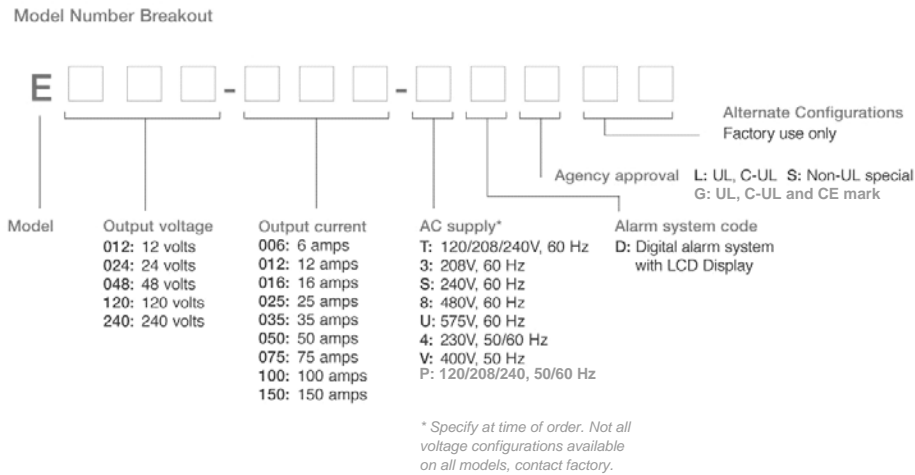 Model Number Breakout
E - -
Alternate Configurations
Factory use only
Agency approval L: UL, C-UL S: Non-UL special
G: UL, C-UL and CE mark
Model
Output voltage
012: 12 volts
024: 24 volts
048: 48 volts
120: 120 volts
240: 240 volts
Output current
006: 6 amps
012: 12 amps
016: 16 amps
025: 25 amps
035: 35 amps
050: 50 amps
075: 75 amps
100: 100 amps
150: 150 amps
AC supply*
T: 120/208/240V, 60 Hz
3: 208V, 60 Hz
S: 240V, 60 Hz
8: 480V, 60 Hz
U: 575V, 60 Hz
4: 230V, 50/60 Hz
V: 400V, 50 Hz
P: 120/208/240, 50/60 Hz
Alarm system code
D: Digital alarm system
with LCD Display
* Specify at time of order. Not all
voltage configurations available
on all models, contact factory.